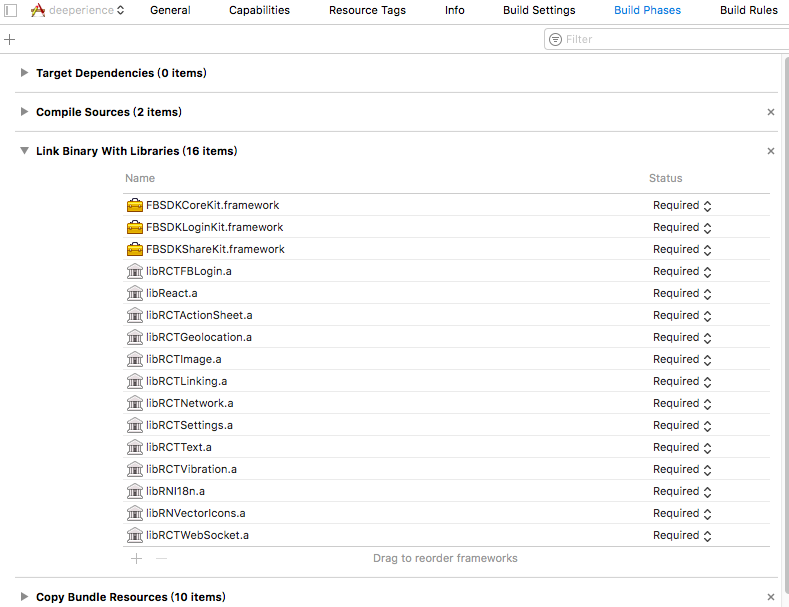 deeperience General Capabilities Resource Tags Info Build Settings Build Phases Build Rules
Filter
Target Dependencies (0 items)
Compile Sources (2 items)
Link Binary With Libraries (16 items)
Name Status
FBSDKCoreKit.framework Required
FBSDKLoginKit.framework Required
FBSDKShareKit.framework Required
libRCTFBLogin.a Required
libReact.a Required
libRCTActionSheet.a Required
libRCTGeolocation.a Required
libRCTImage.a Required
libRCTLinking.a Required
libRCTNetwork.a Required
libRCTSettings.a Required
libRCTText.a Required
libRCTVibration.a Required
libRNI18n.a Required
libRNVectorIcons.a Required
libRCTWebSocket.a Required
Drag to reorder frameworks
Copy Bundle Resources (10 items)